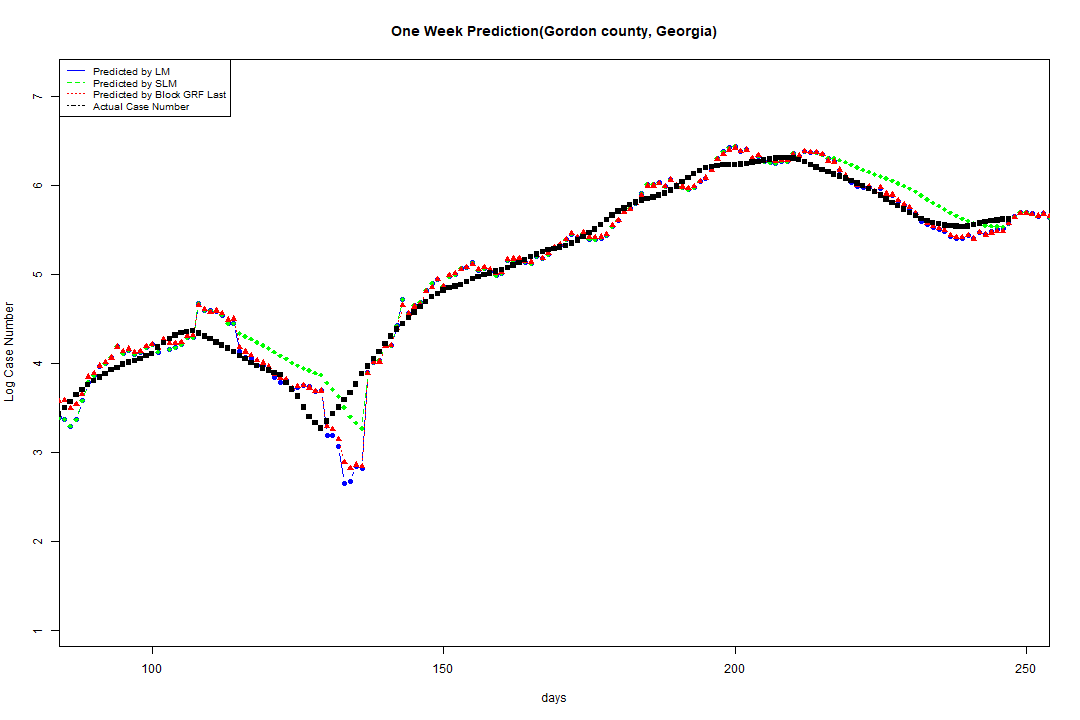 One Week Prediction(Gordon county, Georgia)
Predicted by LM
Predicted by SLM
Predicted by Block GRF Last
Actual Case Number
Log Case Number
7
6
5
4
3
2
1
100
150
200
250
days